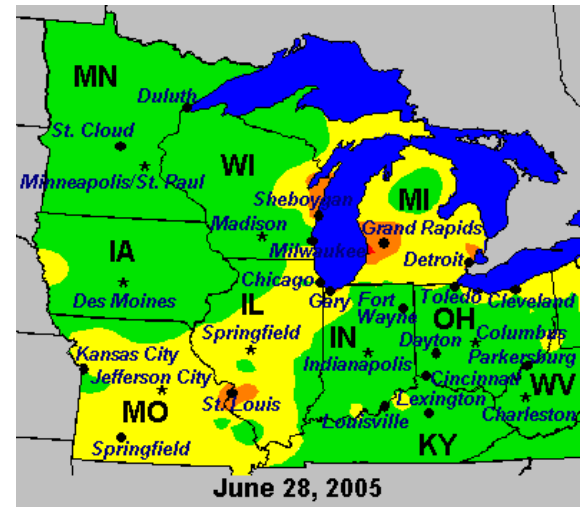 MN
Duluth
St. Cloud
WI
Minneapolis/St. Paul
Sheboygan
MI
Grand Rapids
Madison
Milwaukee
IA
Detroit
Chicago
Des Moines
Gary
Fort
Wayne
Toledo
Cleveland
IL
OH
Springfield
IN
Dayton
Columbus
Kansas City
Indianapolis
Parkersburg
Jefferson City
Cincinnati
WV
MO
St. Louis
Lexington
Charleston
Louisville
Springfield
KY
June 28, 2005